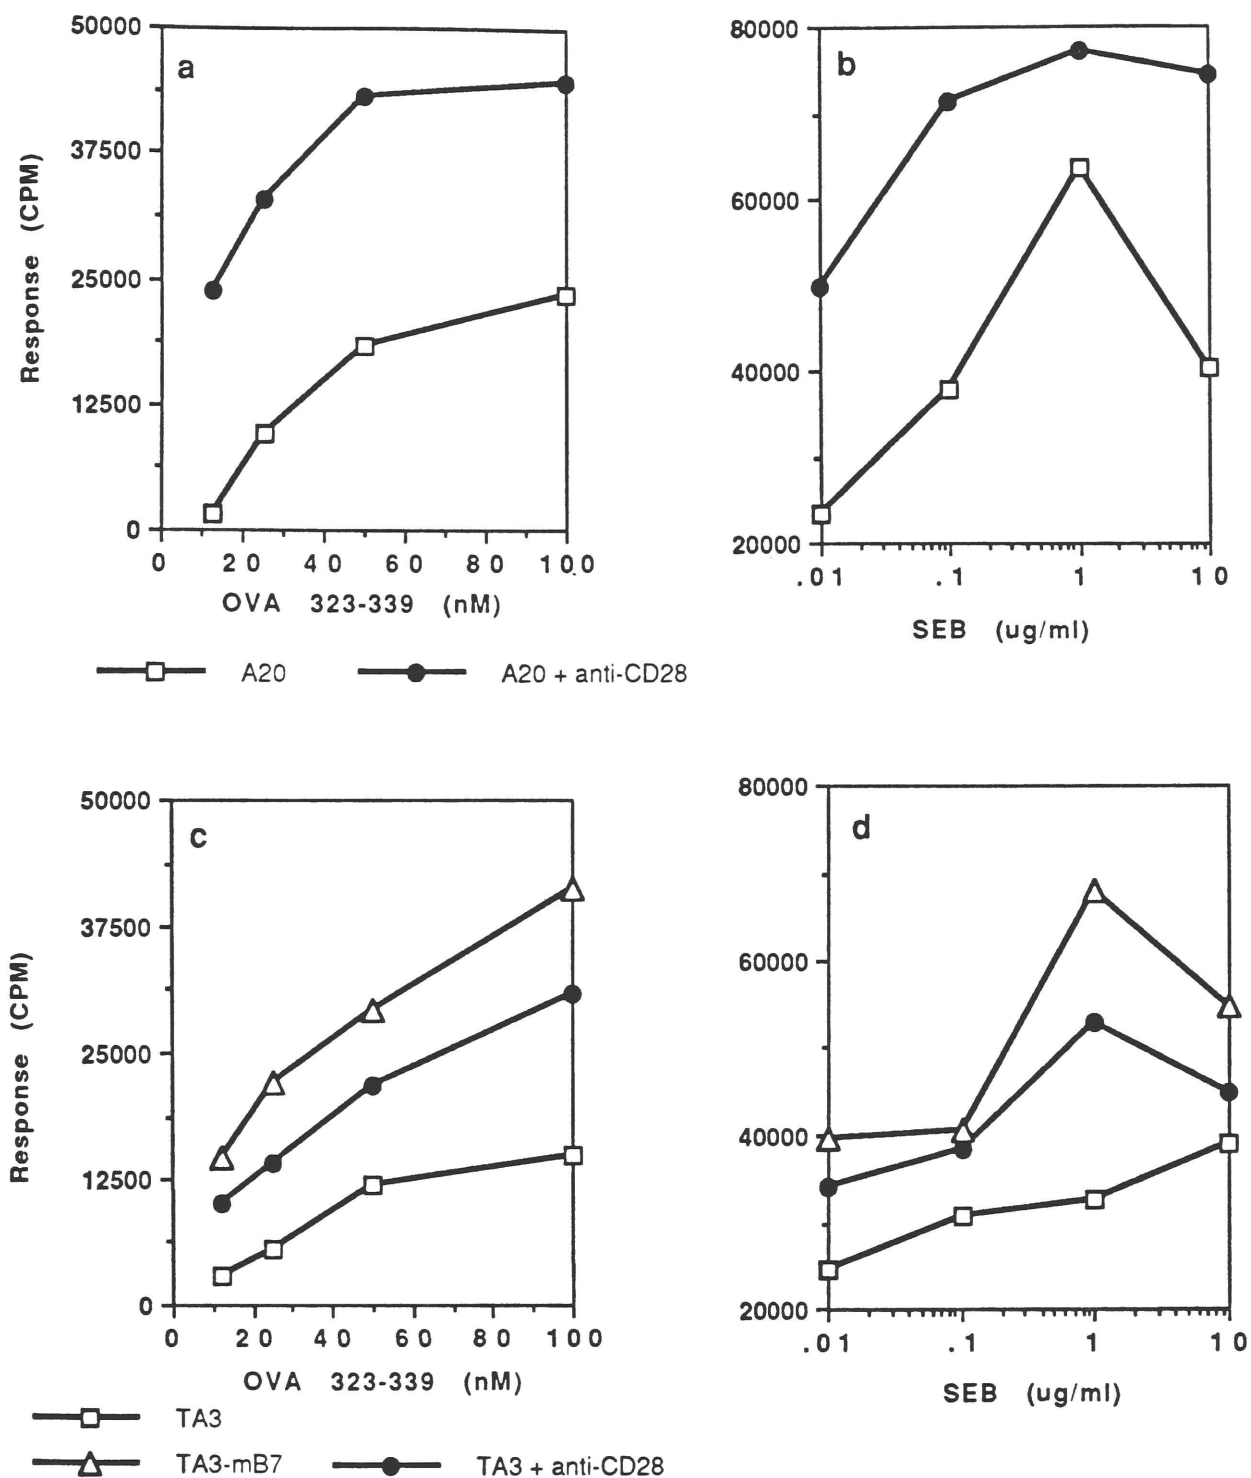 a
50000
37500
25000
12500
0
Response (CPM)
0 20 40 60 80 100
OVA 323-339 (nM)
b
80000
60000
40000
20000
.01 .1 1 10
SEB (ug/ml)
A20 A20 + anti-CD28
c
50000
37500
25000
12500
0
Response (CPM)
0 20 40 60 80 100
OVA 323-339 (nM)
d
80000
60000
40000
20000
.01 .1 1 10
SEB (ug/ml)
TA3
TA3-mB7 TA3 + anti-CD28